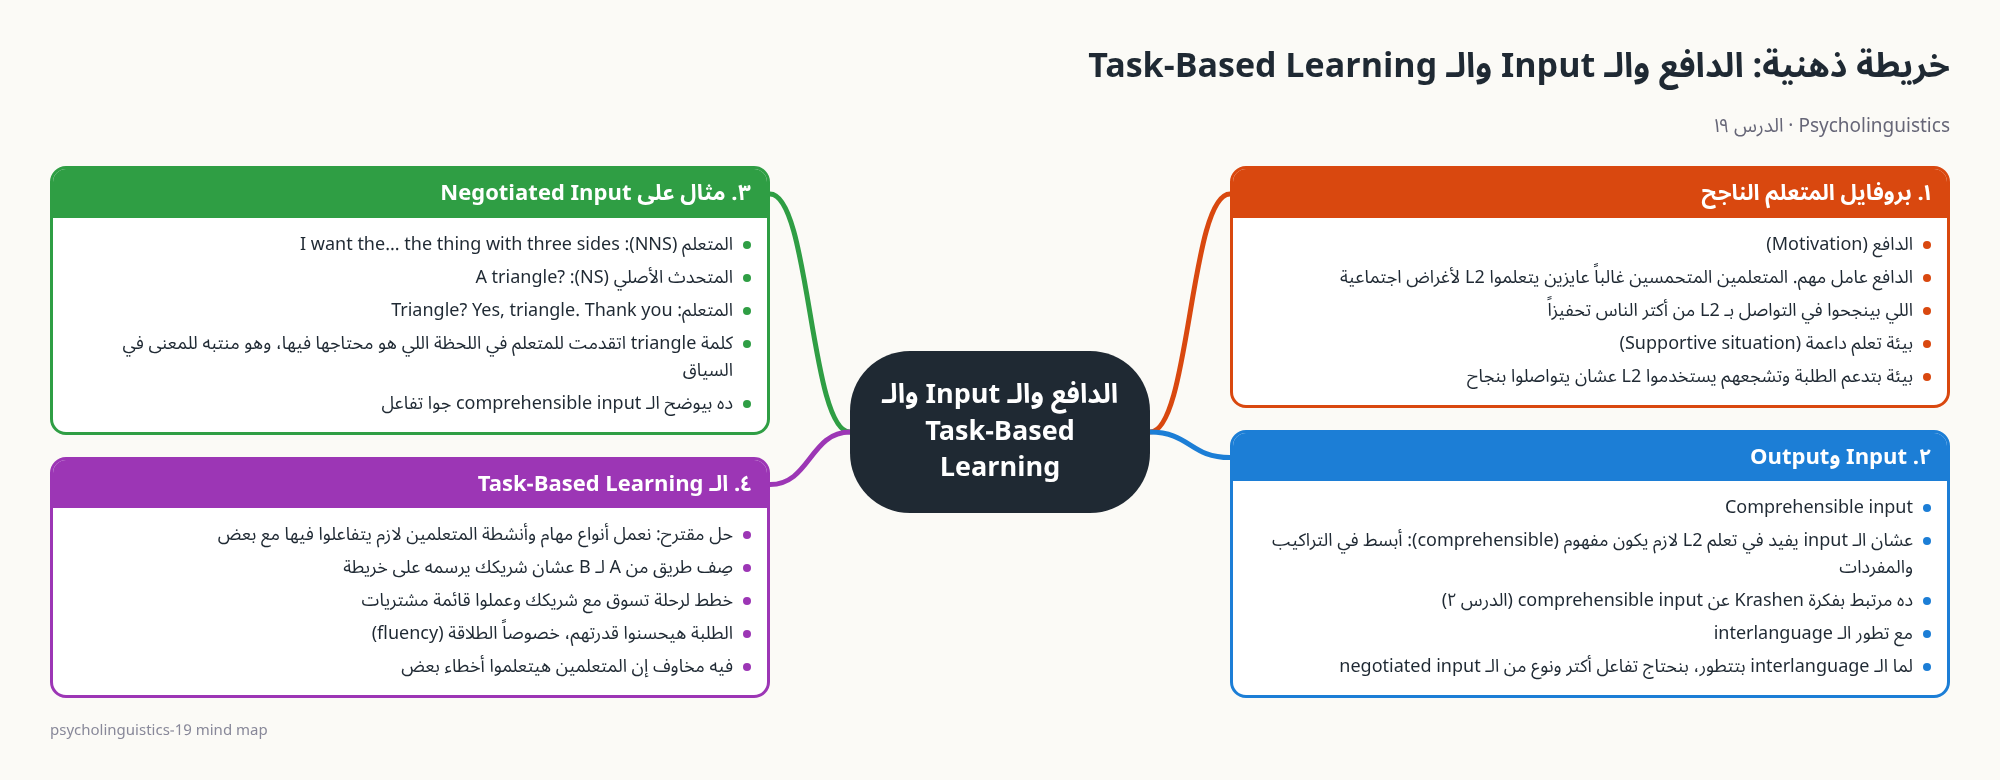 خريطة ذهنية: الدافع والـ Input والـ Task-Based Learning
Psycholinguistics · الدرس ١٩
١. بروفايل المتعلم الناجح
الدافع (Motivation)
الدافع عامل مهم. المتعلمين المتحمسين غالباً عايزين يتعلموا L2 لأغراض اجتماعية
اللي بينجحوا في التواصل بـ L2 من أكتر الناس تحفيزاً
بيئة تعلم داعمة (Supportive situation)
بيئة بتدعم الطلبة وتشجعهم يستخدموا L2 عشان يتواصلوا بنجاح
٢. Input وOutput
Comprehensible input
عشان الـ input يفيد في تعلم L2 لازم يكون مفهوم (comprehensible): أبسط في التراكيب
والمفردات
ده مرتبط بفكرة Krashen عن comprehensible input (الدرس ٢)
مع تطور الـ interlanguage
لما الـ interlanguage بتتطور، بنحتاج تفاعل أكتر ونوع من الـ negotiated input
الدافع والـ Input والـ
Task-Based
Learning
٣. مثال على Negotiated Input
المتعلم (NNS): I want the... the thing with three sides
المتحدث الأصلي (NS): A triangle?
المتعلم: Triangle? Yes, triangle. Thank you
كلمة triangle اتقدمت للمتعلم في اللحظة اللي هو محتاجها فيها، وهو منتبه للمعنى في
السياق
ده بيوضح الـ comprehensible input جوا تفاعل
٤. الـ Task-Based Learning
حل مقترح: نعمل أنواع مهام وأنشطة المتعلمين لازم يتفاعلوا فيها مع بعض
صِف طريق من A لـ B عشان شريكك يرسمه على خريطة
خطط لرحلة تسوق مع شريكك وعملوا قائمة مشتريات
الطلبة هيحسنوا قدرتهم، خصوصاً الطلاقة (fluency)
فيه مخاوف إن المتعلمين هيتعلموا أخطاء بعض
psycholinguistics-19 mind map